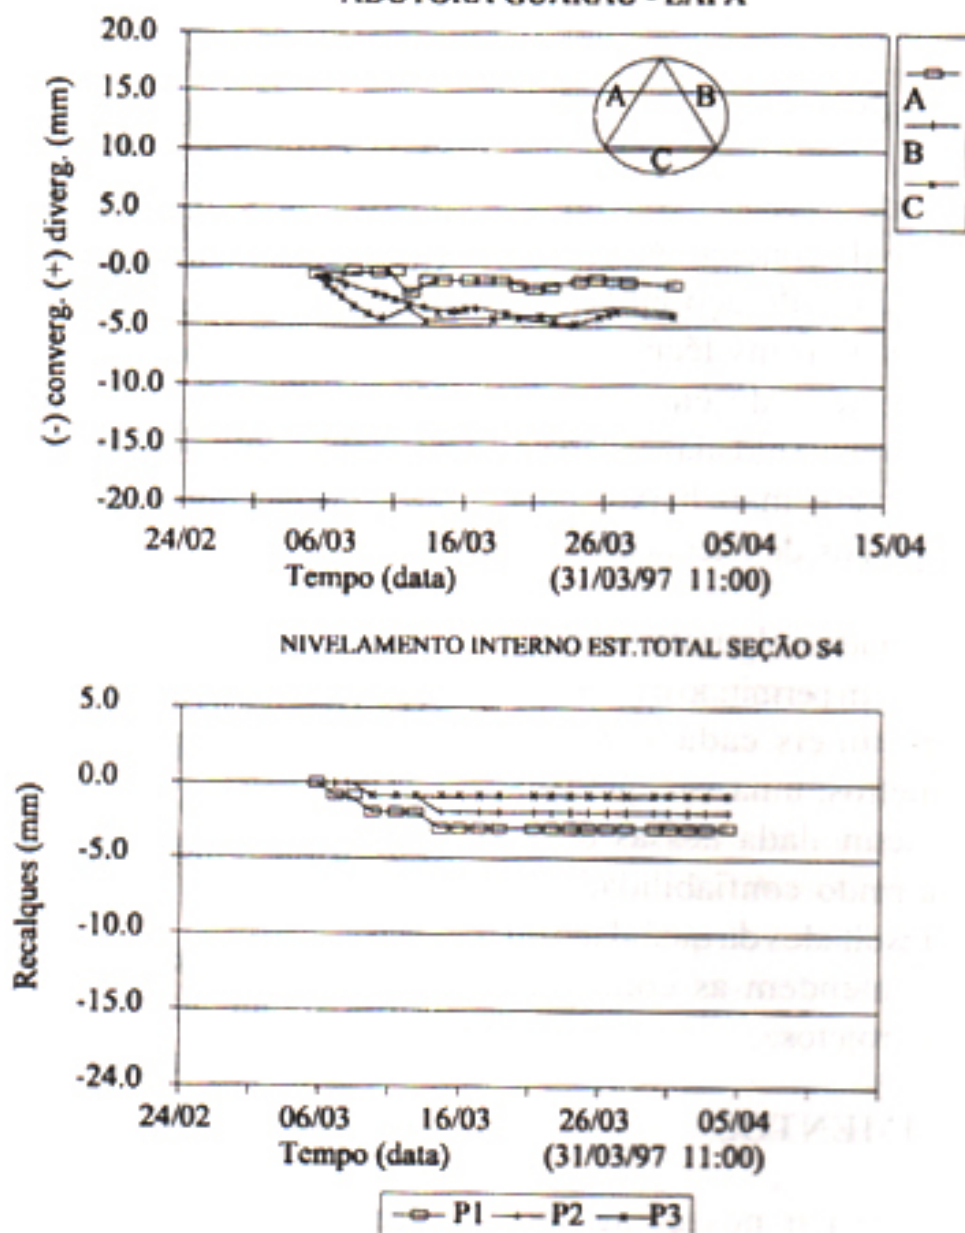 ADUTORA GUARAÚ - LAPA
(-) converg. (+) diverg. (mm)
20.0
15.0
10.0
5.0
-0.0
-5.0
-10.0
-15.0
-20.0
A B
C
A
B
C
24/02 06/03 16/03 26/03 05/04 15/04
Tempo (data) (31/03/97 11:00)
NIVELAMENTO INTERNO EST.TOTAL SEÇÃO S4
Recalques (mm)
5.0
0.0
-5.0
-10.0
-15.0
-24.0
24/02 06/03 16/03 26/03 05/04
Tempo (data) (31/03/97 11:00)
P1 P2 P3